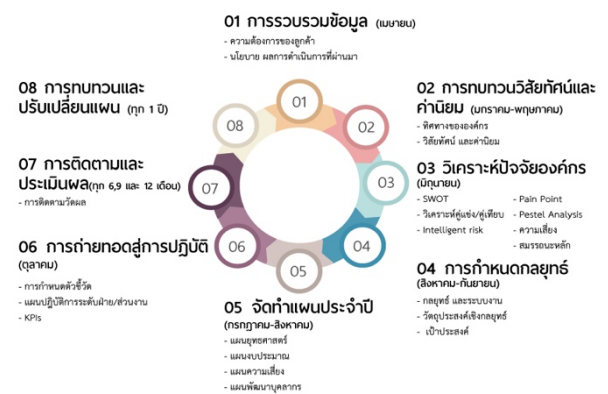 01 การรวบรวมข้อมูล (เมษายน)
- ความต้องการของลูกค้า
- นโยบาย ผลการดำเนินการที่ผ่านมา
02 การทบทวนวิสัยทัศน์และ
ค่านิยม (มกราคม-พฤษภาคม)
- ทิศทางขององค์กร
- วิสัยทัศน์ และค่านิยม
03 วิเคราะห์ปัจจัยองค์กร
(มิถุนายน)
- SWOT
- วิเคราะห์คู่แข่ง/คู่เทียบ
- Intelligent risk
- Pain Point
- Pestel Analysis
- ความเสี่ยง
- สมรรถนะหลัก
04 การกำหนดกลยุทธ์
(สิงหาคม-กันยายน)
- กลยุทธ์ และระบบงาน
- วัตถุประสงค์เชิงกลยุทธ์
- เป้าประสงค์
05 จัดทำแผนประจำปี
(กรกฎาคม-สิงหาคม)
- แผนยุทธศาสตร์
- แผนงบประมาณ
- แผนความเสี่ยง
- แผนพัฒนาบุคลากร
06 การถ่ายทอดสู่การปฏิบัติ
(ตุลาคม)
- การกำหนดตัวชี้วัด
- แผนปฏิบัติการระดับฝ่าย/ส่วนงาน
- KPIs
07 การติดตามและ
ประเมินผล(ทุก 6,9 และ 12 เดือน)
- การติดตามวัดผล
08 การทบทวนและ
ปรับเปลี่ยนแผน (ทุก 1 ปี)
01
02
03
04
05
06
07
08